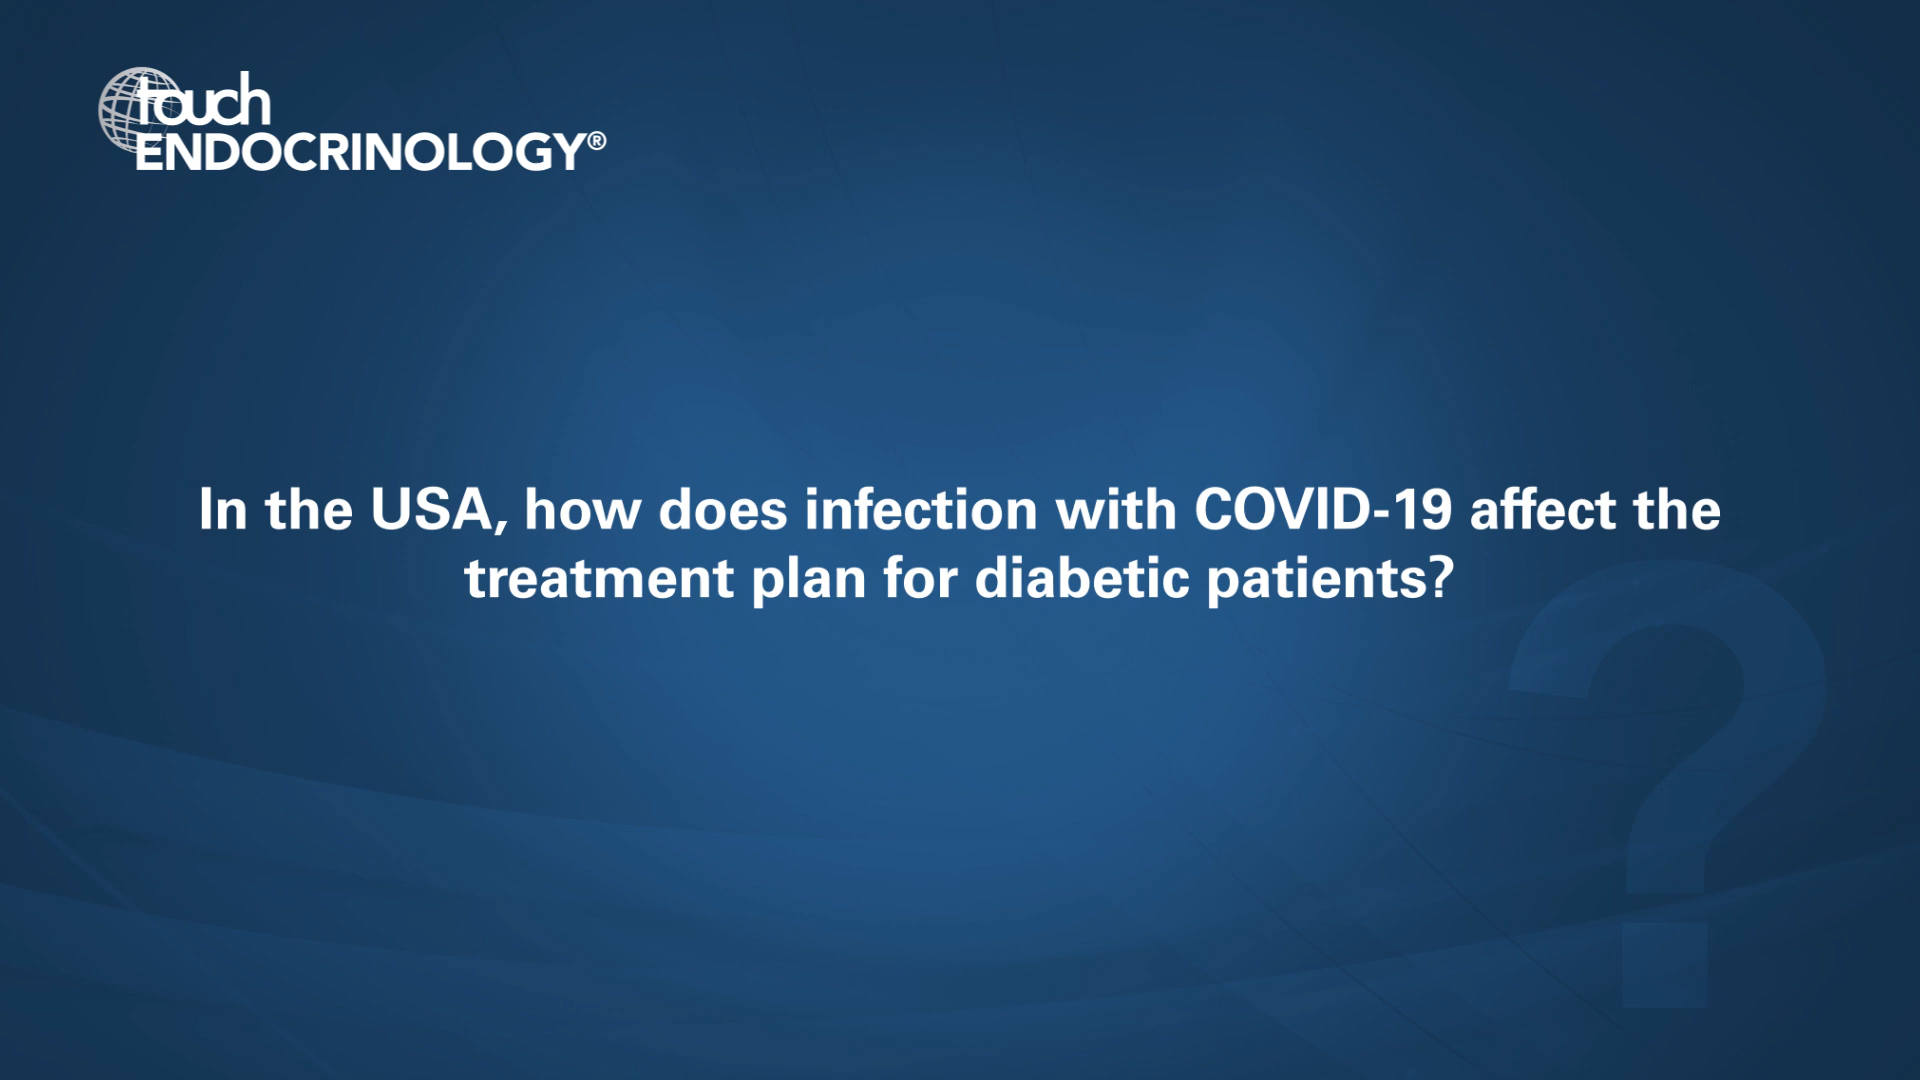 touch
ENDOCRINOLOGY®
In the USA, how does infection with COVID-19 affect the
treatment plan for diabetic patients?
?